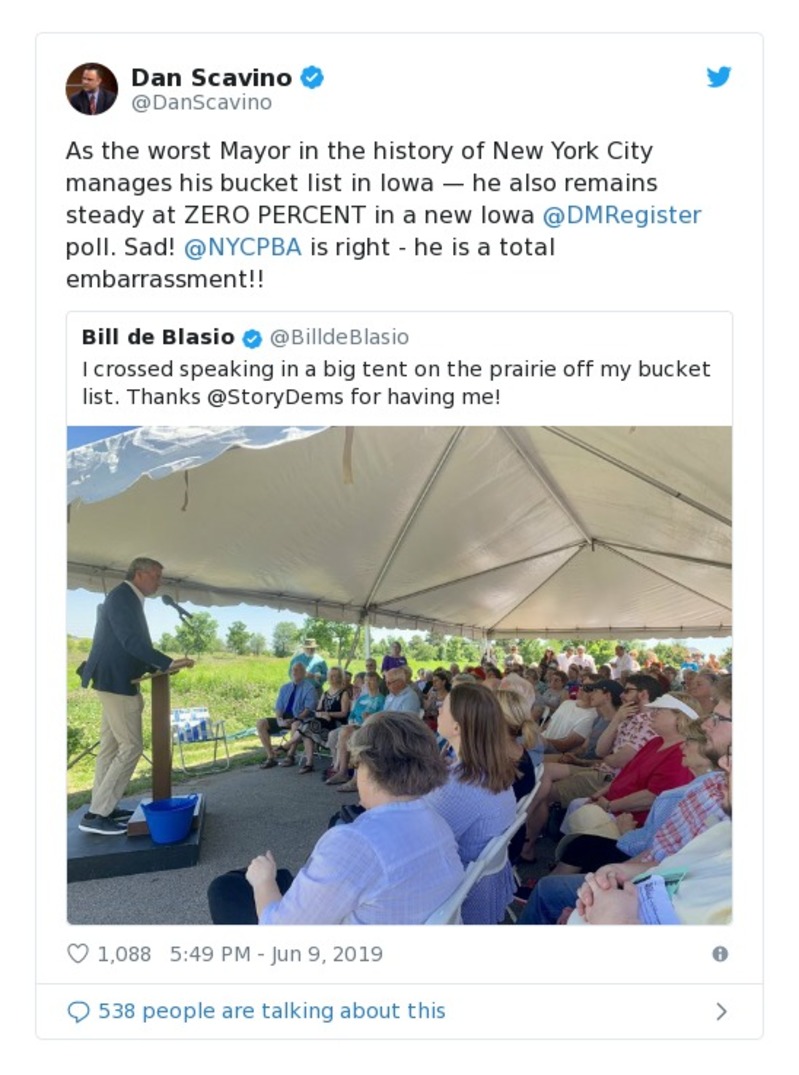 Dan Scavino
@DanScavino
As the worst Mayor in the history of New York City
manages his bucket list in Iowa — he also remains
steady at ZERO PERCENT in a new Iowa @DMRegister
poll. Sad! @NYCPBA is right - he is a total
embarrassment!!
Bill de Blasio @BilldeBlasio
I crossed speaking in a big tent on the prairie off my bucket
list. Thanks @StoryDems for having me!
1,088 5:49 PM - Jun 9, 2019
538 people are talking about this